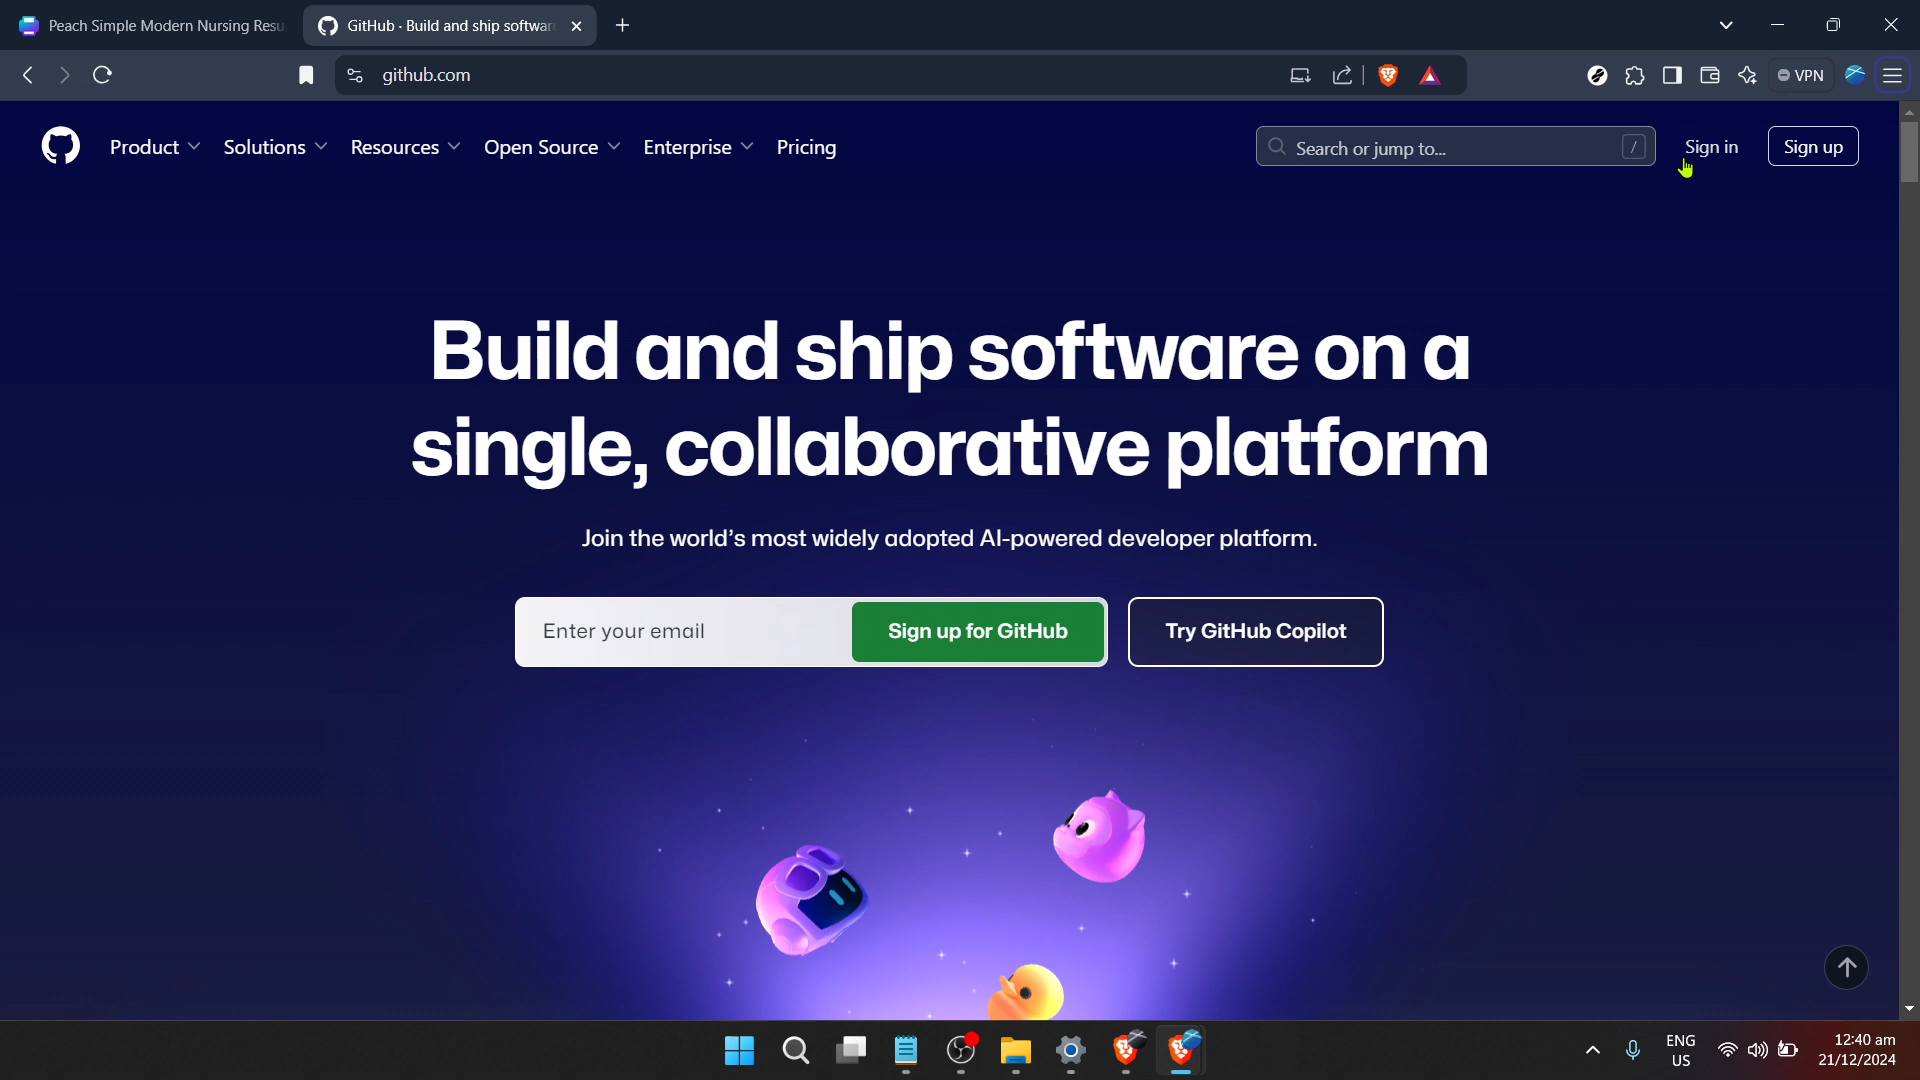 Peach Simple Modern Nursing Resu
GitHub · Build and ship softwar
github.com
VPN
Product
Solutions
Resources
Open Source
Enterprise
Pricing
Search or jump to...
/
Sign in
Sign up
Build and ship software on a
single, collaborative platform
Join the world's most widely adopted AI-powered developer platform.
Enter your email
Sign up for GitHub
Try GitHub Copilot
ENG
US
12:40 am
21/12/2024